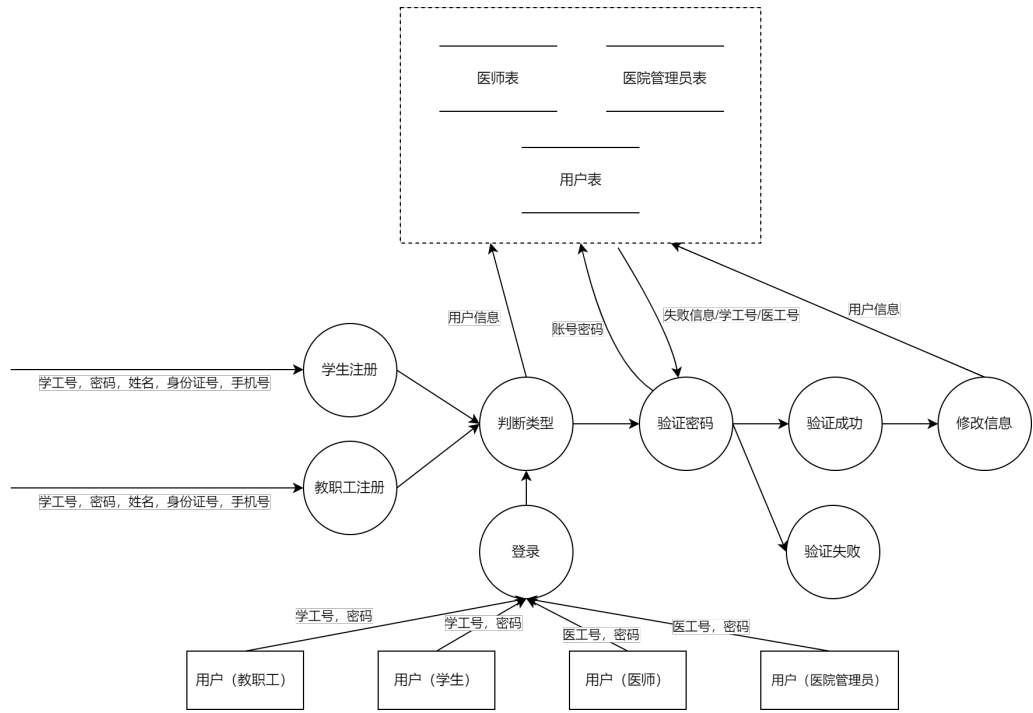 医师表
医院管理员表
用户表
用户信息
账号密码
失败信息/学工号/医工号
用户信息
学生注册
学工号，密码，姓名，身份证号，手机号
判断类型
验证密码
验证成功
修改信息
教职工注册
学工号，密码，姓名，身份证号，手机号
登录
验证失败
学工号，密码
学工号，密码
医工号，密码
医工号，密码
用户（教职工）
用户（学生）
用户（医师）
用户（医院管理员）